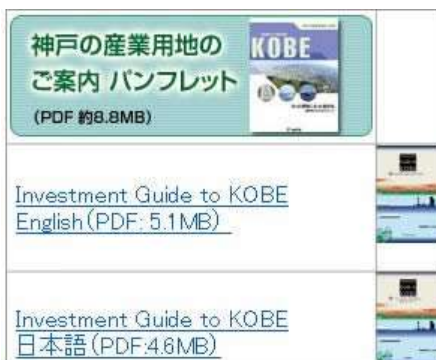 神戸の産業用地の
ご案内 パンフレット
(PDF 約8.8MB)
KOBE
Investment Guide to KOBE
English(PDF: 5.1MB)
Investment Guide to KOBE
日本語(PDF:4.6MB)